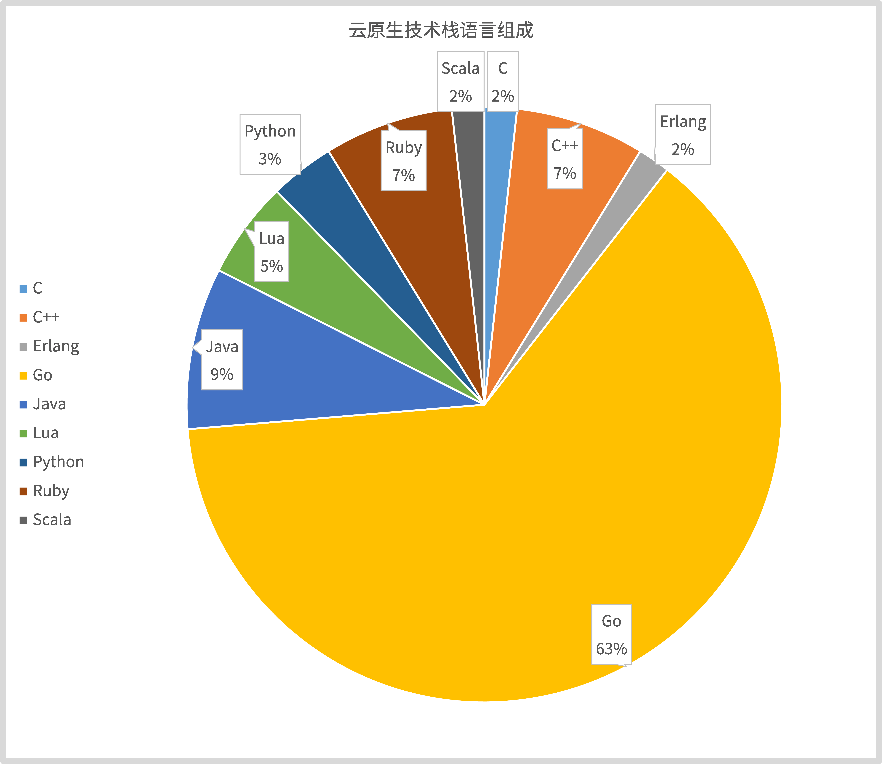 云原生技术栈语言组成
Scala
2%
C
2%
Erlang
2%
Python
3%
Ruby
7%
C++
7%
Lua
5%
Java
9%
Go
63%
C
C++
Erlang
Go
Java
Lua
Python
Ruby
Scala